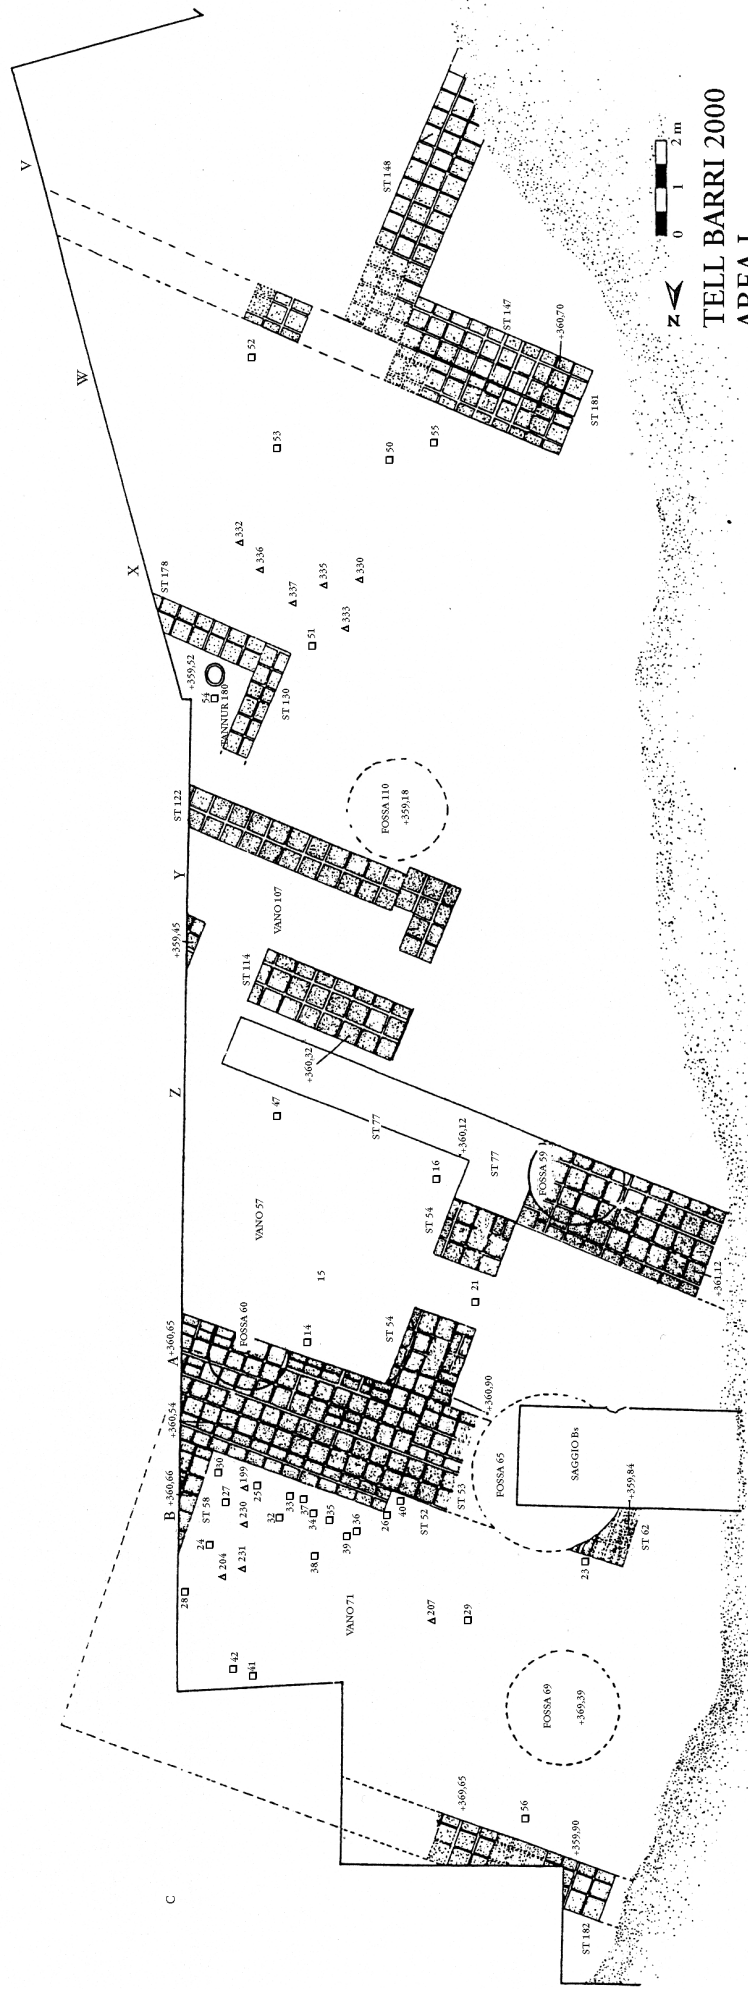 V
W
X
Y
Z
A
B
C
ST 148
ST 147
+360,70
ST 181
52
53
50
55
332
336
337
335
330
333
51
ST 178
+359,52
54
TANNUR 180
ST 130
ST 122
FOSSA 110
+359,18
VANO 107
+359,45
ST 114
+360,32
47
ST 77
+360,12
16
ST 77
FOSSA 59
ST 54
VANO 57
15
21
+361,12
+360,65
FOSSA 60
14
ST 54
+360,90
+360,54
+360,66
ST 58
30
27
199
25
24
230
204
231
32
33
37
34
35
36
39
38
26
40
ST 52
ST 53
FOSSA 65
SAGGIO Bs
+359,84
ST 62
23
28
VANO 71
207
29
42
41
FOSSA 69
+369,39
+369,65
56
+359,90
ST 182
N
0 1 2 m
TELL BARRI 2000
AREA I